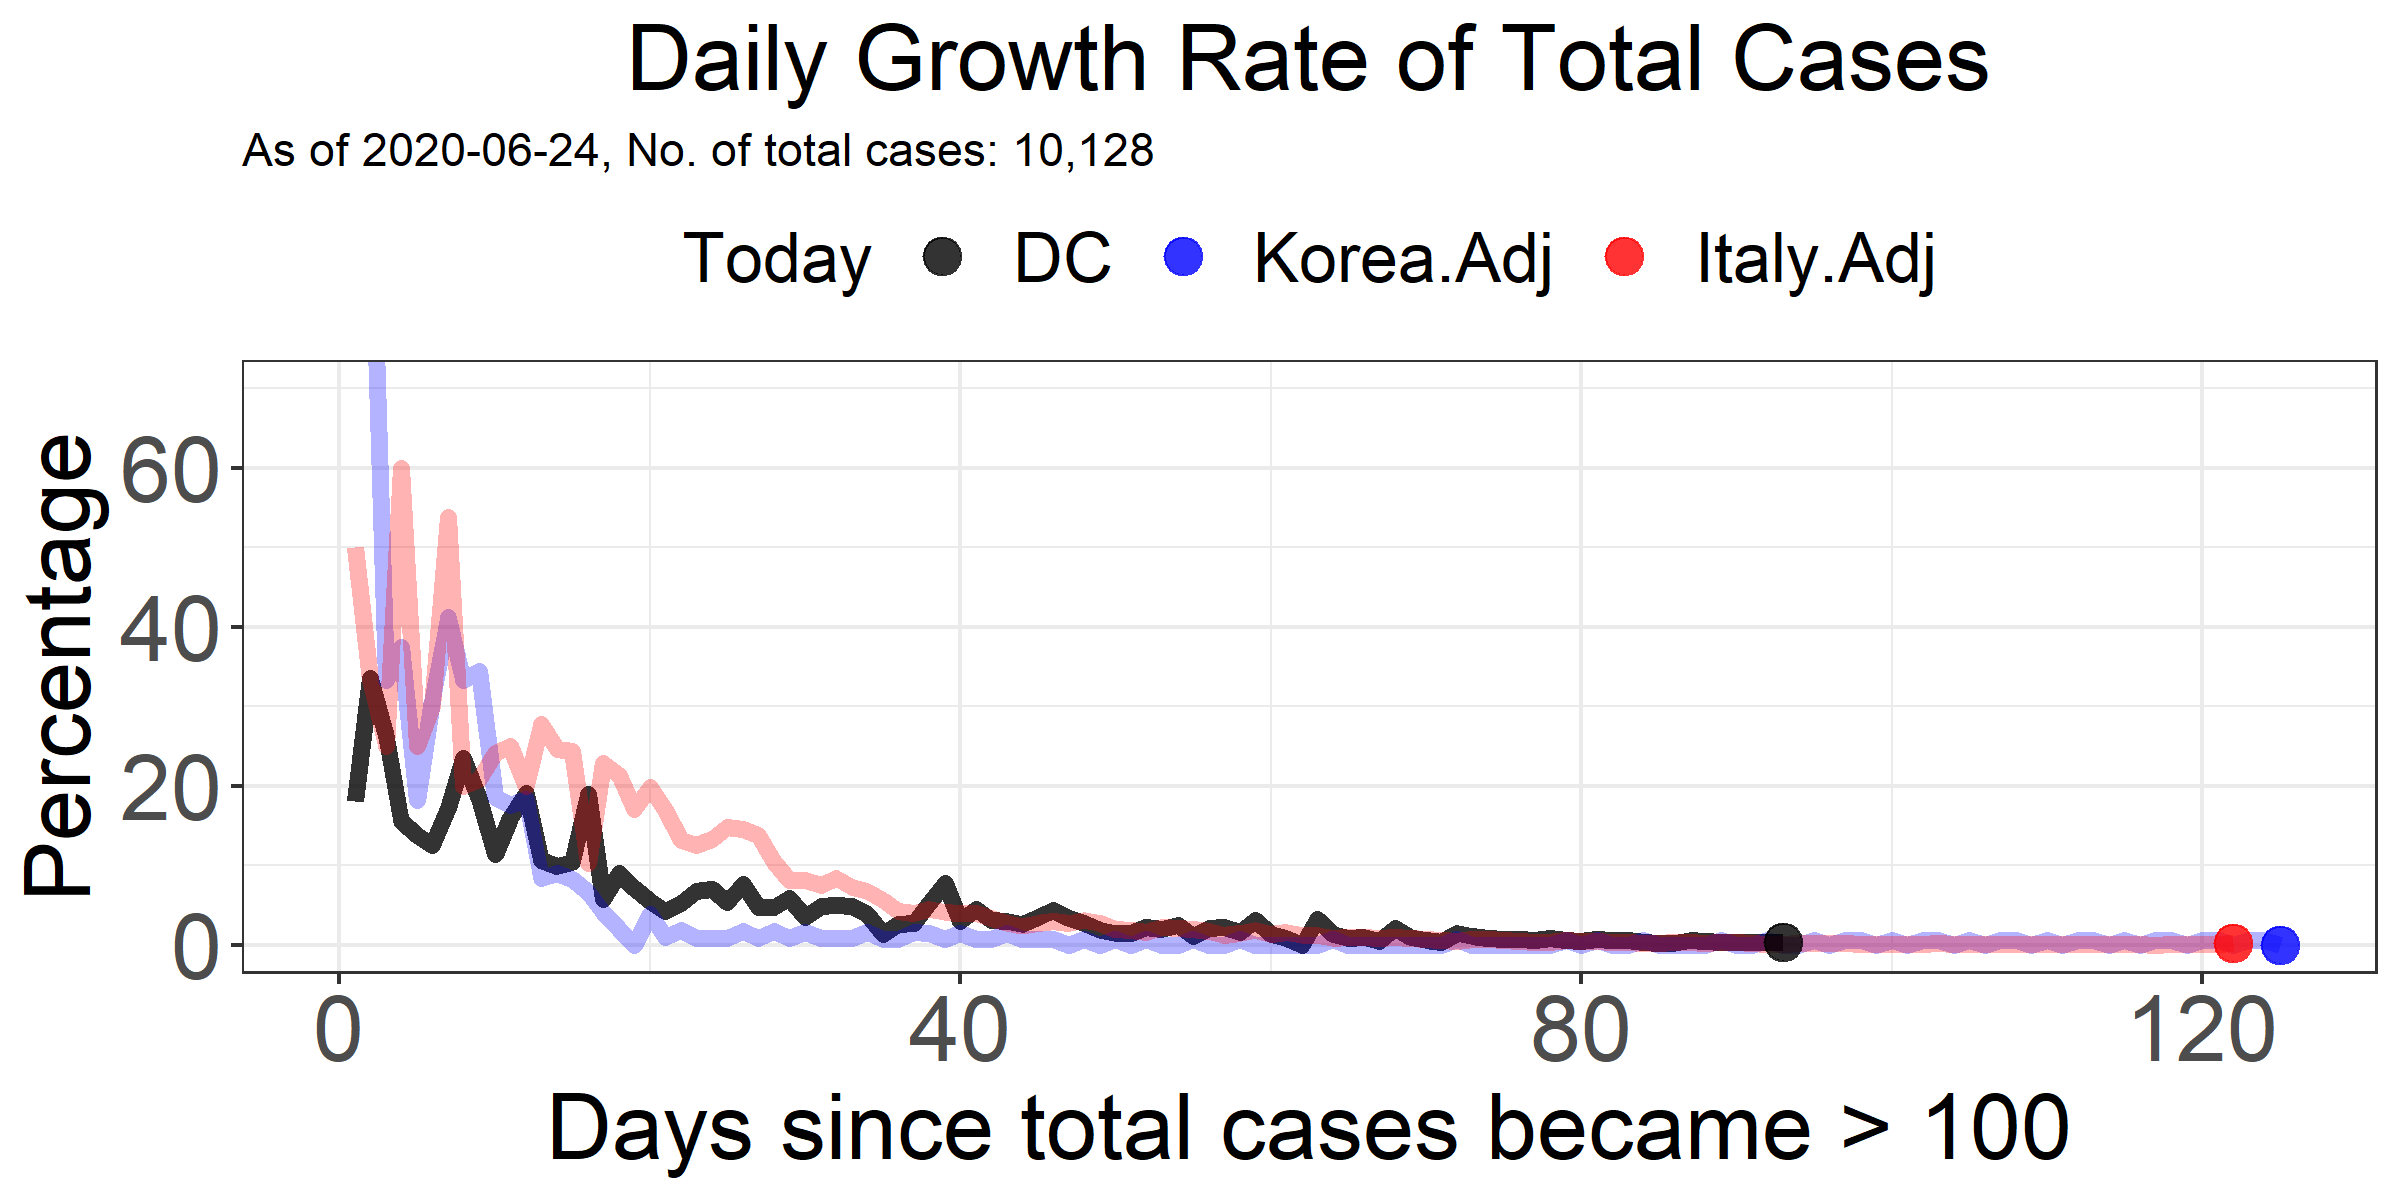 Daily Growth Rate of Total Cases
As of 2020-06-24, No. of total cases: 10,128
Today DC Korea.Adj Italy.Adj
Percentage
60
40
20
0
0 40 80 120
Days since total cases became > 100